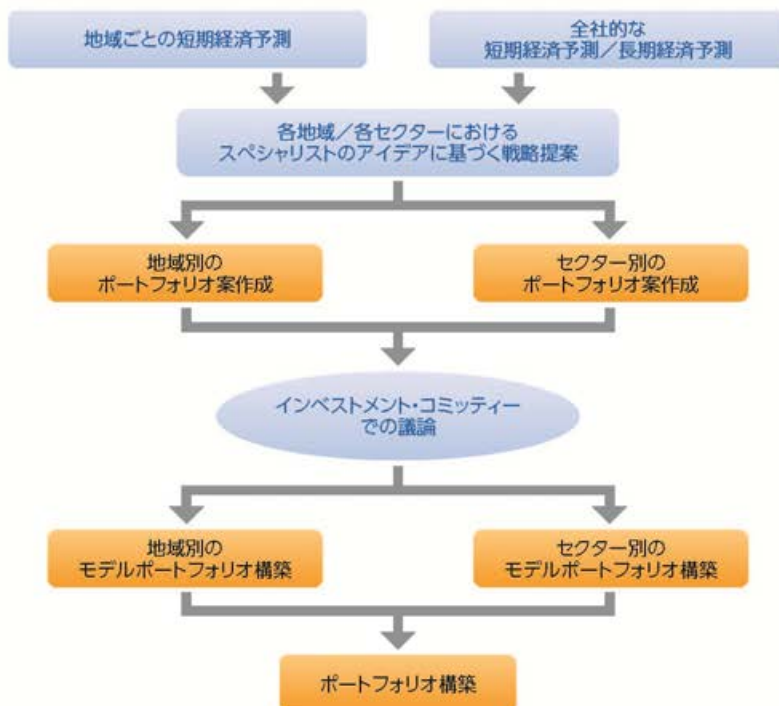 地域ごとの短期経済予測
全社的な
短期経済予測／長期経済予測
各地域／各セクターにおける
スペシャリストのアイデアに基づく戦略提案
地域別の
ポートフォリオ案作成
セクター別の
ポートフォリオ案作成
インベストメント・コミッティー
での議論
地域別の
モデルポートフォリオ構築
セクター別の
モデルポートフォリオ構築
ポートフォリオ構築